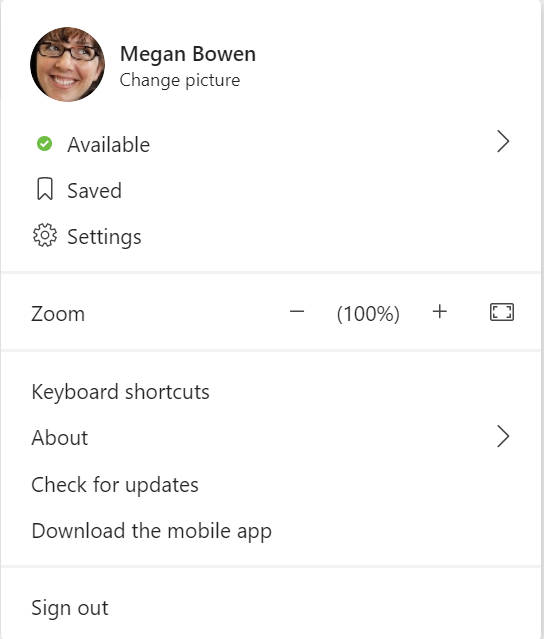 Megan Bowen
Change picture
Available
Saved
Settings
Zoom (100%)
Keyboard shortcuts
About
Check for updates
Download the mobile app
Sign out